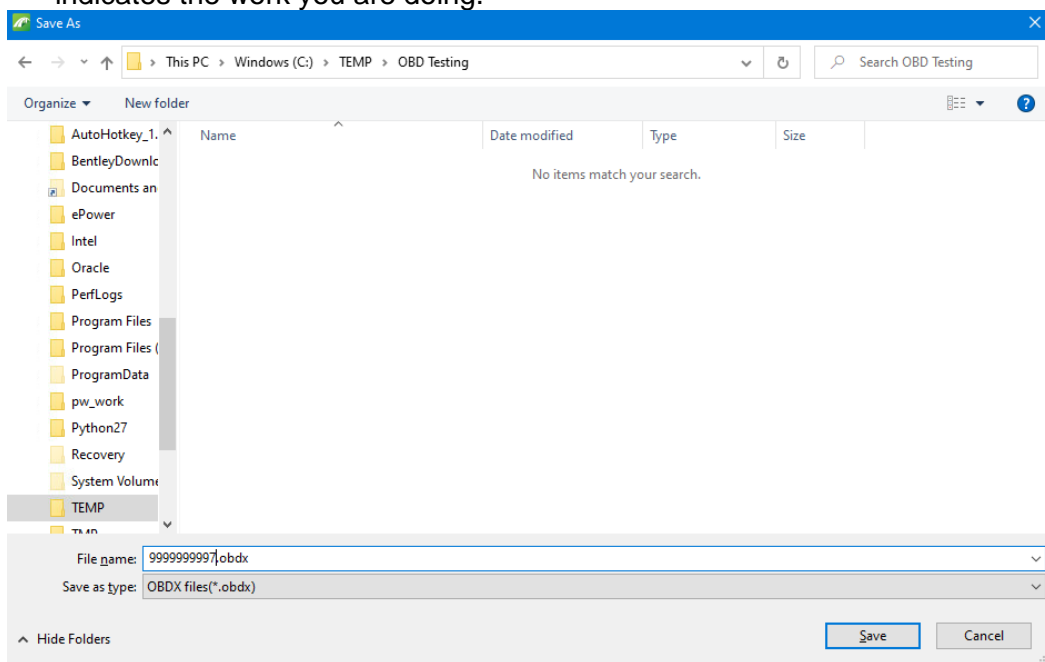 indicates the work you are doing.
Save As
This PC > Windows (C:) > TEMP > OBD Testing
Search OBD Testing
Organize
New folder
Name
Date modified
Type
Size
No items match your search.
AutoHotkey_1.
BentleyDownlc
Documents an
ePower
Intel
Oracle
PerfLogs
Program Files
Program Files (
ProgramData
pw_work
Python27
Recovery
System Volume
TEMP
TMP
File name: 9999999997.obdx
Save as type: OBDX files(*.obdx)
Hide Folders
Save
Cancel